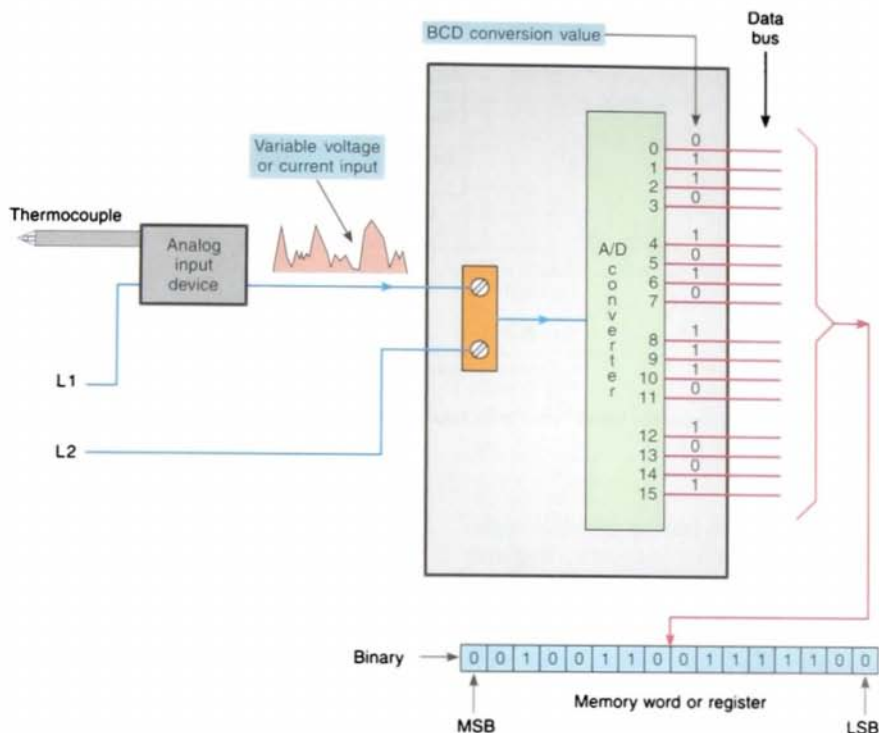 BCD conversion value
Data
bus
Variable voltage
or current input
Thermocouple
Analog
input
device
L1
L2
A/D
converter
0 0
1 1
2 1
3 0
4 1
5 0
6 1
7 0
8 1
9 1
10 1
11 0
12 1
13 0
14 0
15 1
Binary
0 0 1 0 0 1 1 0 0 1 1 1 1 1 0 0
Memory word or register
MSB
LSB